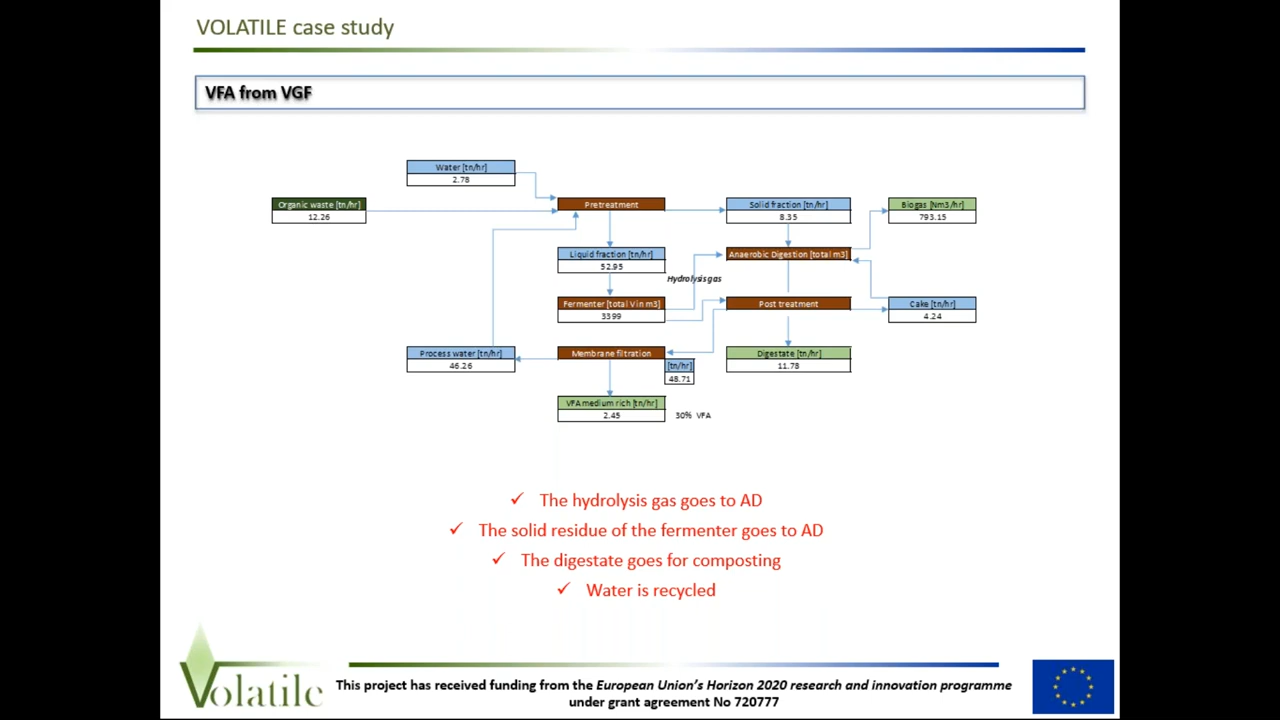 VOLATILE case study
VFA from VGF
Water [tn/hr]
2.78
Organic waste [tn/hr]
12.26
Pretreatment
Solid fraction [tn/hr]
8.35
Biogas [Nm3/hr]
793.15
Liquid fraction [tn/hr]
52.95
Anaerobic Digestion [total m3]
Hydrolysis gas
Fermenter [total V in m3]
3399
Post treatment
Cake [tn/hr]
4.24
Process water [tn/hr]
46.26
Membrane filtration
[tn/hr]
48.71
Digestate [tn/hr]
11.78
VFA medium rich [tn/hr]
2.45
30% VFA
✓ The hydrolysis gas goes to AD
✓ The solid residue of the fermenter goes to AD
✓ The digestate goes for composting
✓ Water is recycled
Volatile
This project has received funding from the European Union's Horizon 2020 research and innovation programme
under grant agreement No 720777